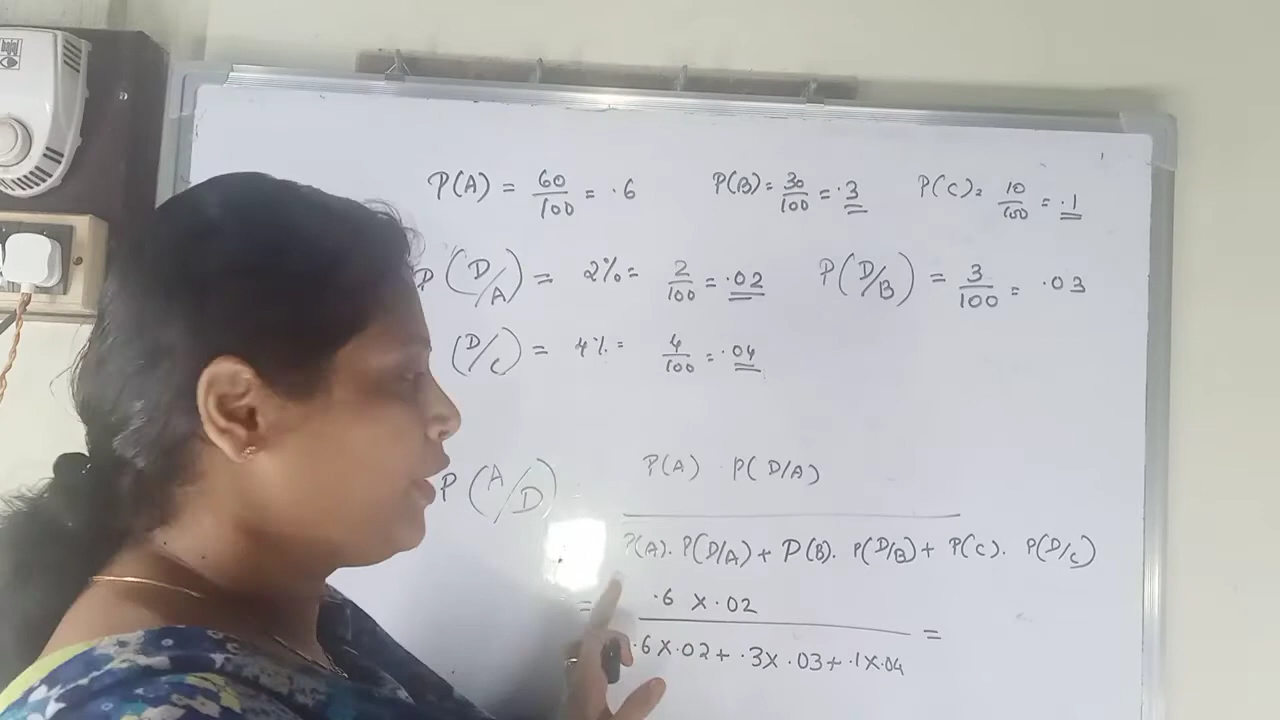 bajaj
P(A) = 60/100 = .6 P(B) = 30/100 = .3 P(C) = 10/100 = .1
P(D/A) = 2% = 2/100 = .02 P(D/B) = 3/100 = .03
(D/C) = 4% = 4/100 = .04
P(A/D)
P(A) P(D/A)
P(A). P(D/A) + P(B). P(D/B) + P(C). P(D/C)
= .6 X .02
.6 X .02 + .3 X .03 + .1 X .04 =